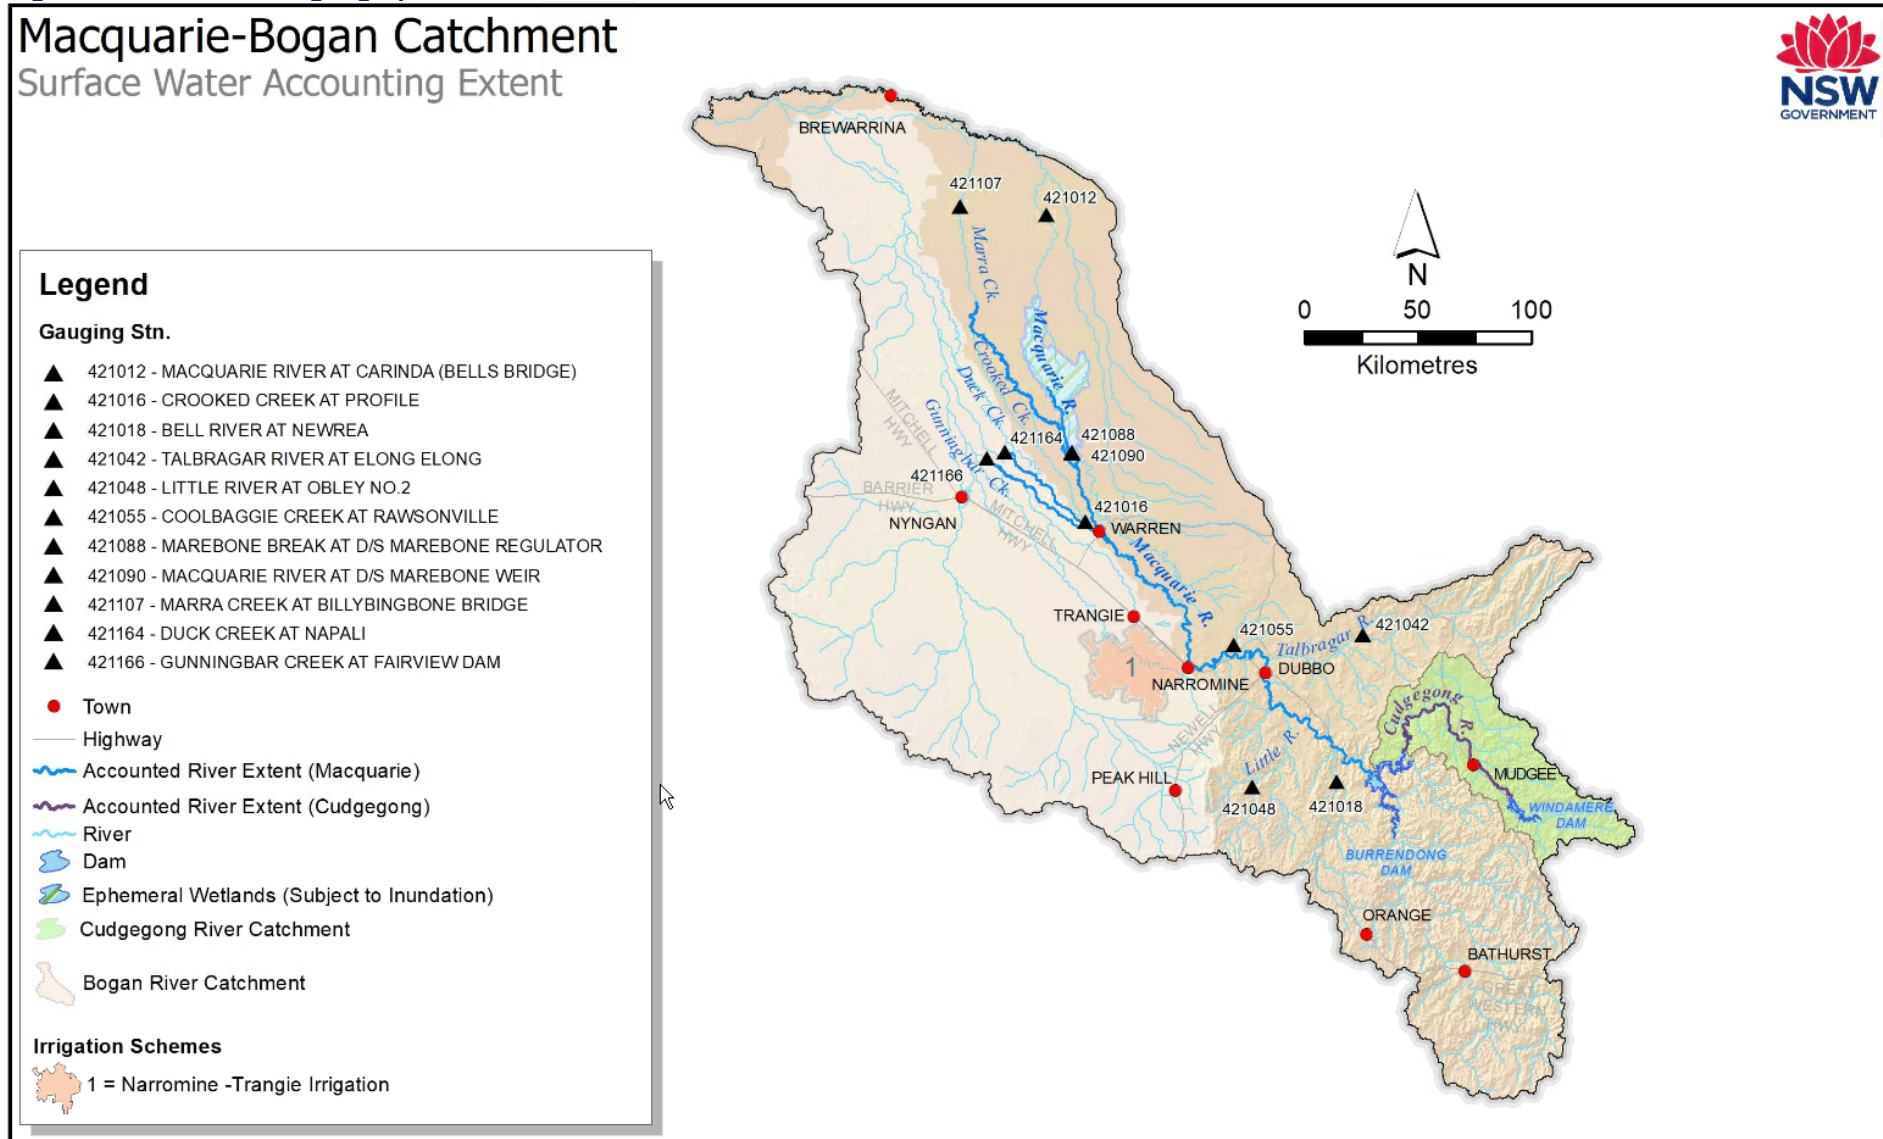 Macquarie-Bogan Catchment
Surface Water Accounting Extent
NSW
GOVERNMENT
Legend
Gauging Stn.
421012 - MACQUARIE RIVER AT CARINDA (BELLS BRIDGE)
421016 - CROOKED CREEK AT PROFILE
421018 - BELL RIVER AT NEWREA
421042 - TALBRAGAR RIVER AT ELONG ELONG
421048 - LITTLE RIVER AT OBLEY NO.2
421055 - COOLBAGGIE CREEK AT RAWSONVILLE
421088 - MAREBONE BREAK AT D/S MAREBONE REGULATOR
421090 - MACQUARIE RIVER AT D/S MAREBONE WEIR
421107 - MARRA CREEK AT BILLYBINGBONE BRIDGE
421164 - DUCK CREEK AT NAPALI
421166 - GUNNINGBAR CREEK AT FAIRVIEW DAM
Town
Highway
Accounted River Extent (Macquarie)
Accounted River Extent (Cudgegong)
River
Dam
Ephemeral Wetlands (Subject to Inundation)
Cudgegong River Catchment
Bogan River Catchment
Irrigation Schemes
1 = Narromine -Trangie Irrigation
BREWARRINA
421107
421012
Marra Ck.
Macquarie R.
Crooked Ck.
Duck Ck.
Gunningbar Ck.
MITCHELL
HWY
421164
421088
421090
421166
BARRIER
HWY
NYNGAN
MITCHELL
HWY
421016
WARREN
Macquarie R.
TRANGIE
421055
Talbragar R.
421042
1
NARROMINE
DUBBO
NEWELL
HWY
Cudgegong R.
Little R.
PEAK HILL
421048
421018
MUDGEE
WINDAMERE
DAM
BURRENDONG
DAM
ORANGE
BATHURST
GREAT
WESTERN
HWY
N
0 50 100
Kilometres